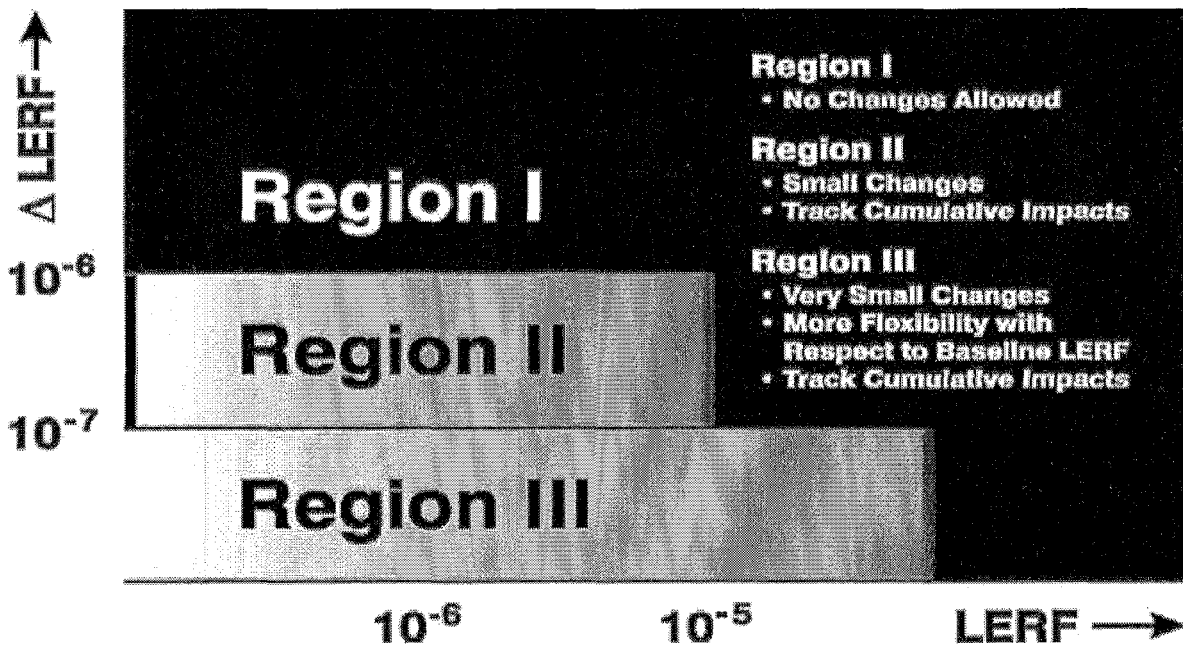 Δ LERF →
10⁻⁶
10⁻⁷
Region I
Region II
Region III
Region I
• No Changes Allowed
Region II
• Small Changes
• Track Cumulative Impacts
Region III
• Very Small Changes
• More Flexibility with
Respect to Baseline LERF
• Track Cumulative Impacts
10⁻⁶
10⁻⁵
LERF →